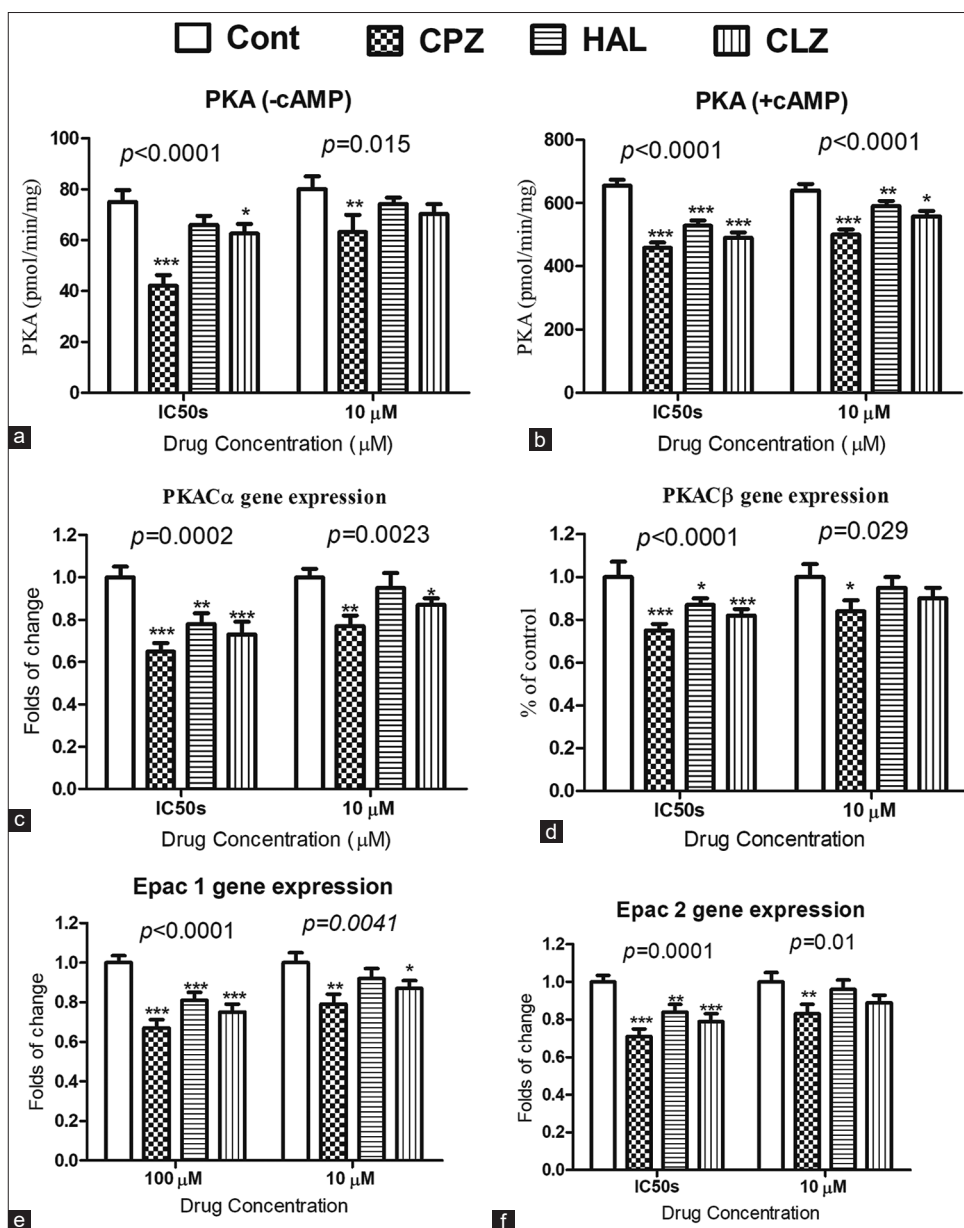 Cont CPZ HAL CLZ
PKA (-cAMP)
100
80
60
40
20
0
PKA (pmol/min/mg)
p<0.0001
p=0.015
***
*
**
IC50s
10 μM
Drug Concentration (μM)
a
PKA (+cAMP)
800
600
400
200
0
PKA (pmol/min/mg)
p<0.0001
p<0.0001
***
***
***
***
**
*
IC50s
10 μM
Drug Concentration (μM)
b
PKACα gene expression
1.2
1.0
0.8
0.6
0.4
0.2
0.0
Folds of change
p=0.0002
p=0.0023
***
**
***
**
*
IC50s
10 μM
Drug Concentration (μM)
c
PKACβ gene expression
1.2
1.0
0.8
0.6
0.4
0.2
0.0
% of control
p<0.0001
p=0.029
***
*
***
*
IC50s
10 μM
Drug Concentration
d
Epac 1 gene expression
1.2
1.0
0.8
0.6
0.4
0.2
0.0
Folds of change
p<0.0001
p=0.0041
***
***
***
**
*
100 μM
10 μM
Drug Concentration
e
Epac 2 gene expression
1.2
1.0
0.8
0.6
0.4
0.2
0.0
Folds of change
p=0.0001
p=0.01
***
**
***
**
IC50s
10 μM
Drug Concentration
f